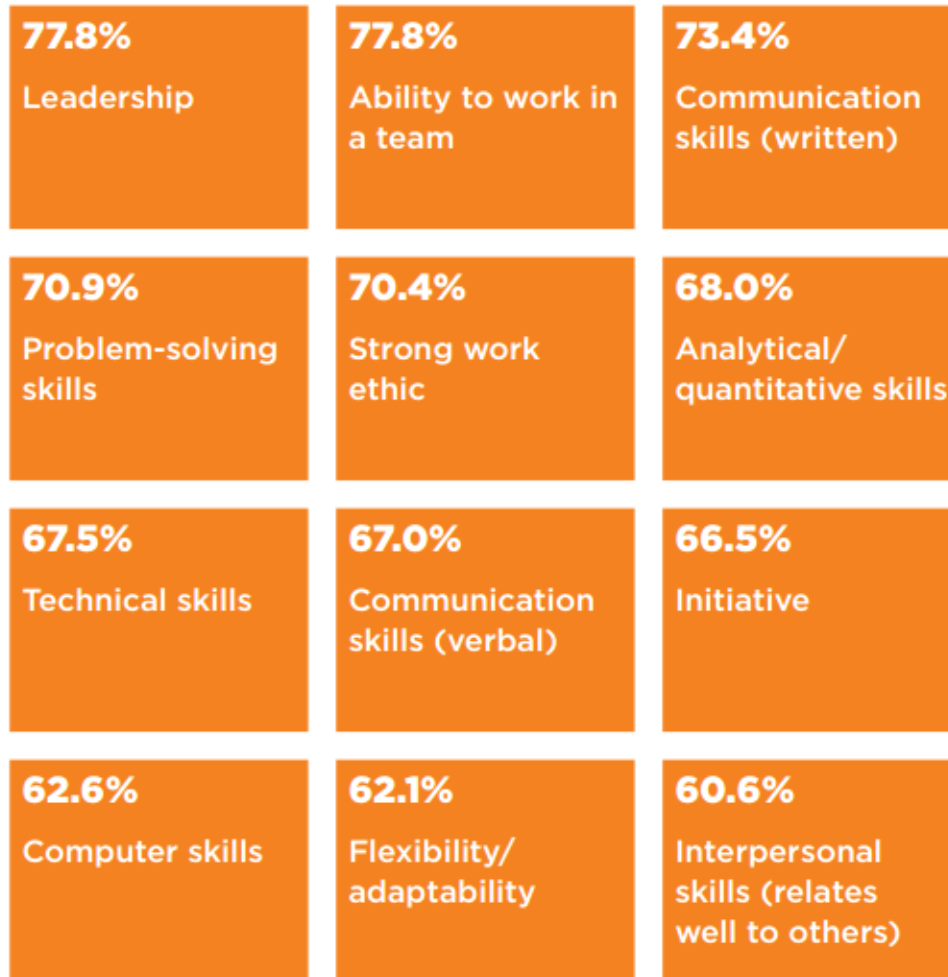 77.8%
Leadership
77.8%
Ability to work in
a team
73.4%
Communication
skills (written)
70.9%
Problem-solving
skills
70.4%
Strong work
ethic
68.0%
Analytical/
quantitative skills
67.5%
Technical skills
67.0%
Communication
skills (verbal)
66.5%
Initiative
62.6%
Computer skills
62.1%
Flexibility/
adaptability
60.6%
Interpersonal
skills (relates
well to others)